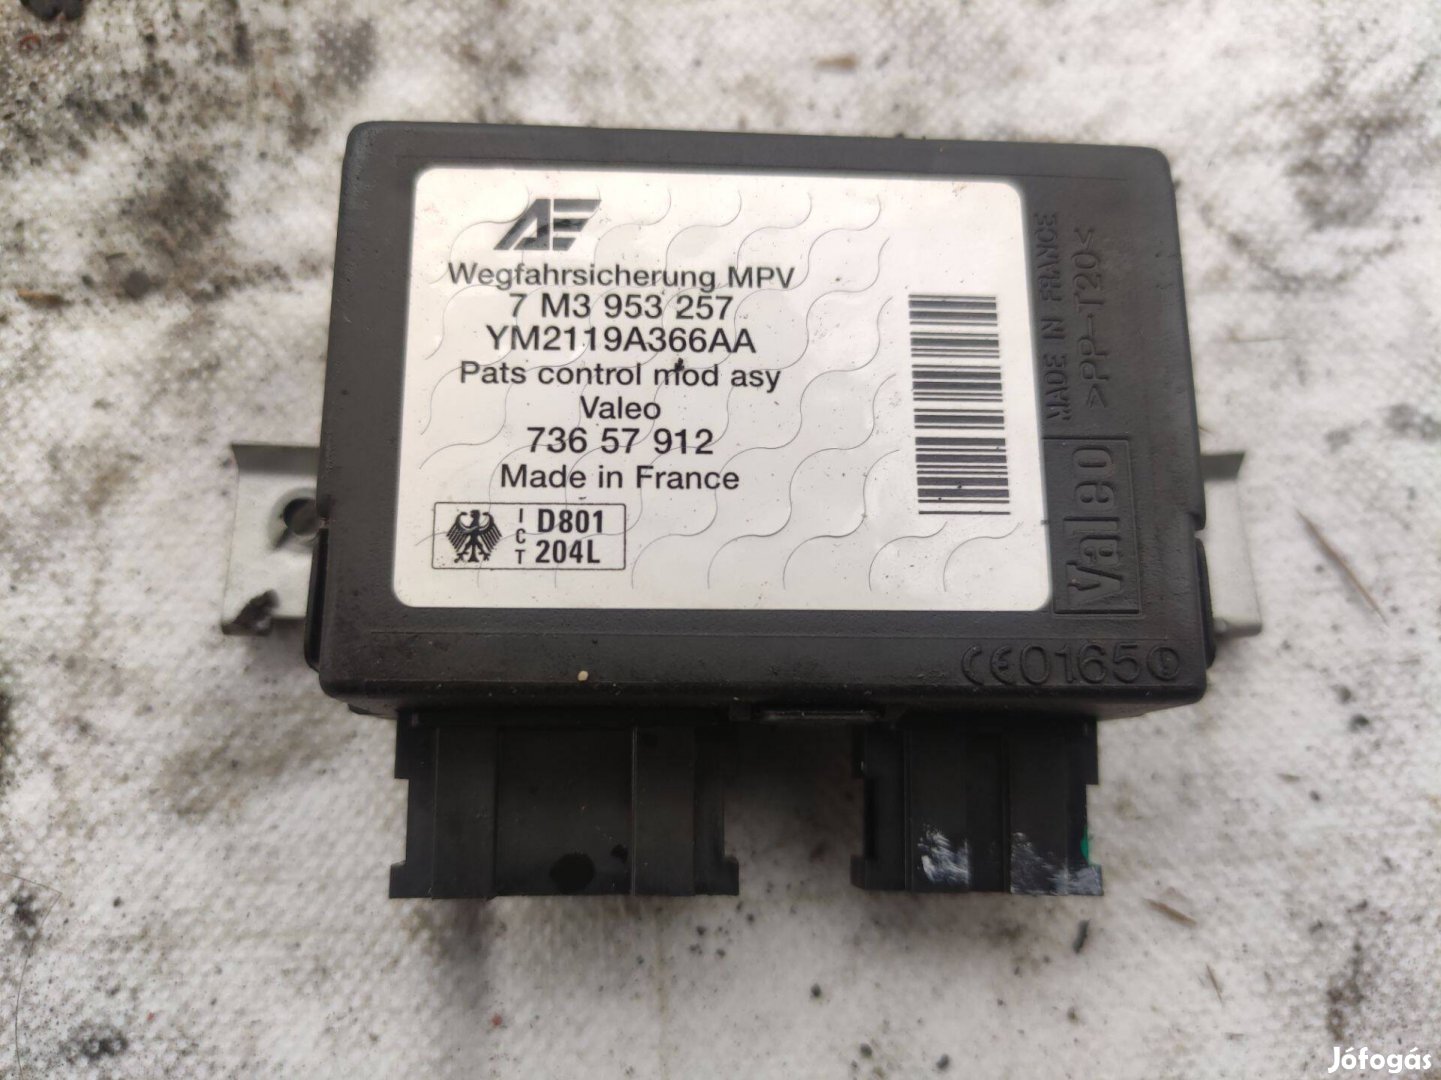 AE
Wegfahrsicherung MPV
7 M3 953 257
YM2119A366AA
Pats control mod asy
Valeo
736 57 912
Made in France
ICT D801
204L
MADE IN FRANCE
>PP-T20<
Valeo
CE0165
Jófogás